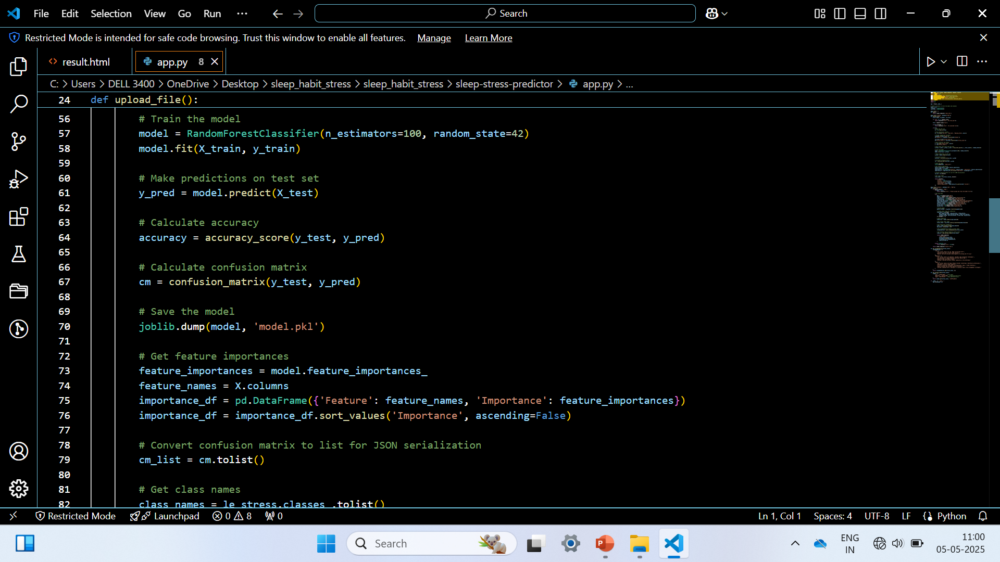 File Edit Selection View Go Run ··· Search
Restricted Mode is intended for safe code browsing. Trust this window to enable all features. Manage Learn More
result.html app.py 8
C: > Users > DELL 3400 > OneDrive > Desktop > sleep_habit_stress > sleep_habit_stress > sleep-stress-predictor > app.py > ...
24 def upload_file():
56 # Train the model
57 model = RandomForestClassifier(n_estimators=100, random_state=42)
58 model.fit(X_train, y_train)
59
60 # Make predictions on test set
61 y_pred = model.predict(X_test)
62
63 # Calculate accuracy
64 accuracy = accuracy_score(y_test, y_pred)
65
66 # Calculate confusion matrix
67 cm = confusion_matrix(y_test, y_pred)
68
69 # Save the model
70 joblib.dump(model, 'model.pkl')
71
72 # Get feature importances
73 feature_importances = model.feature_importances_
74 feature_names = X.columns
75 importance_df = pd.DataFrame({'Feature': feature_names, 'Importance': feature_importances})
76 importance_df = importance_df.sort_values('Importance', ascending=False)
77
78 # Convert confusion matrix to list for JSON serialization
79 cm_list = cm.tolist()
80
81 # Get class names
82 class_names = le_stress.classes_.tolist()
Restricted Mode Launchpad 0 8 0 Ln 1, Col 1 Spaces: 4 UTF-8 LF Python
Search ENG IN 11:00 05-05-2025